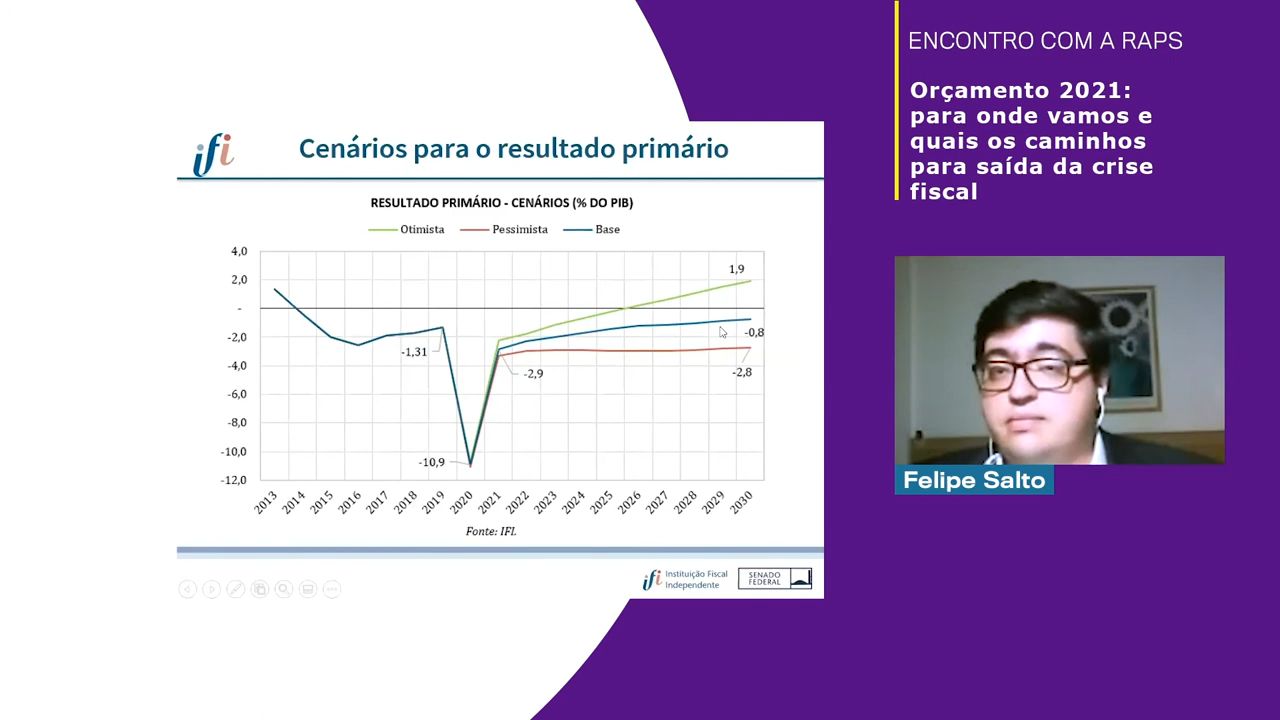 ENCONTRO COM A RAPS
Orçamento 2021:
para onde vamos e
quais os caminhos
para saída da crise
fiscal
ifi
Cenários para o resultado primário
RESULTADO PRIMÁRIO - CENÁRIOS (% DO PIB)
Otimista Pessimista Base
4,0
2,0
-
-2,0
-4,0
-6,0
-8,0
-10,0
-12,0
1,9
-0,8
-1,31
-2,9
-2,8
-10,9
2013 2014 2015 2016 2017 2018 2019 2020 2021 2022 2023 2024 2025 2026 2027 2028 2029 2030
Fonte: IFI.
ifi Instituição Fiscal
Independente
SENADO
FEDERAL
Felipe Salto